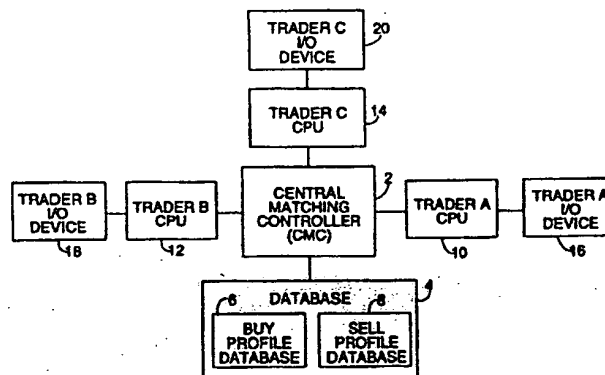 TRADER C
I/O
DEVICE
20
TRADER C
CPU
14
TRADER B
I/O
DEVICE
18
TRADER B
CPU
12
CENTRAL
MATCHING
CONTROLLER
(CMC)
2
TRADER A
CPU
10
TRADER A
I/O
DEVICE
16
DATABASE
4
6
BUY
PROFILE
DATABASE
8
SELL
PROFILE
DATABASE